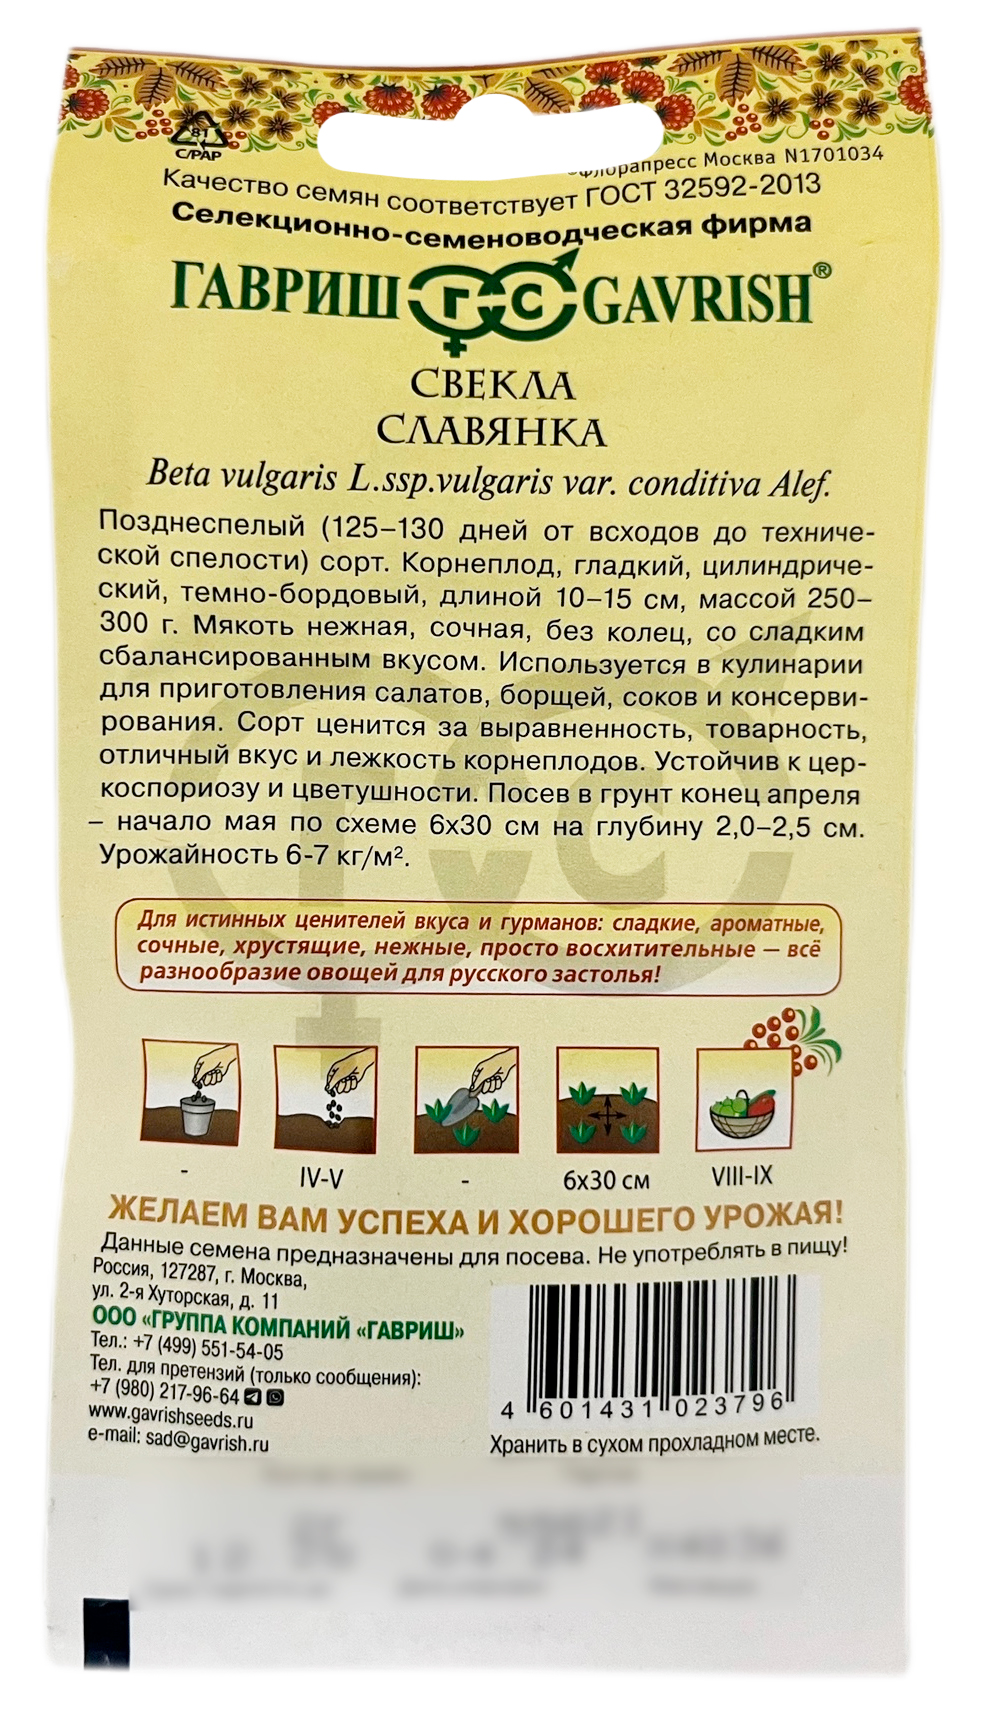 81
C/PAP
Флорапресс Москва N1701034
Качество семян соответствует ГОСТ 32592-2013
Селекционно-семеноводческая фирма
ГАВРИШ ГС GAVRISH®
СВЕКЛА
СЛАВЯНКА
Beta vulgaris L.ssp.vulgaris var. conditiva Alef.
Позднеспелый (125–130 дней от всходов до техниче-
ской спелости) сорт. Корнеплод, гладкий, цилиндриче-
ский, темно-бордовый, длиной 10–15 см, массой 250–
300 г. Мякоть нежная, сочная, без колец, со сладким
сбалансированным вкусом. Используется в кулинарии
для приготовления салатов, борщей, соков и консерви-
рования. Сорт ценится за выравненность, товарность,
отличный вкус и лежкость корнеплодов. Устойчив к цер-
коспориозу и цветушности. Посев в грунт конец апреля
– начало мая по схеме 6х30 см на глубину 2,0–2,5 см.
Урожайность 6-7 кг/м².
Для истинных ценителей вкуса и гурманов: сладкие, ароматные,
сочные, хрустящие, нежные, просто восхитительные — всё
разнообразие овощей для русского застолья!
- IV-V - 6х30 см VIII-IX
ЖЕЛАЕМ ВАМ УСПЕХА И ХОРОШЕГО УРОЖАЯ!
Данные семена предназначены для посева. Не употреблять в пищу!
Россия, 127287, г. Москва,
ул. 2-я Хуторская, д. 11
ООО «ГРУППА КОМПАНИЙ «ГАВРИШ»
Тел.: +7 (499) 551-54-05
Тел. для претензий (только сообщения):
+7 (980) 217-96-64
www.gavrishseeds.ru
e-mail: sad@gavrish.ru
4 601431 023796
Хранить в сухом прохладном месте.